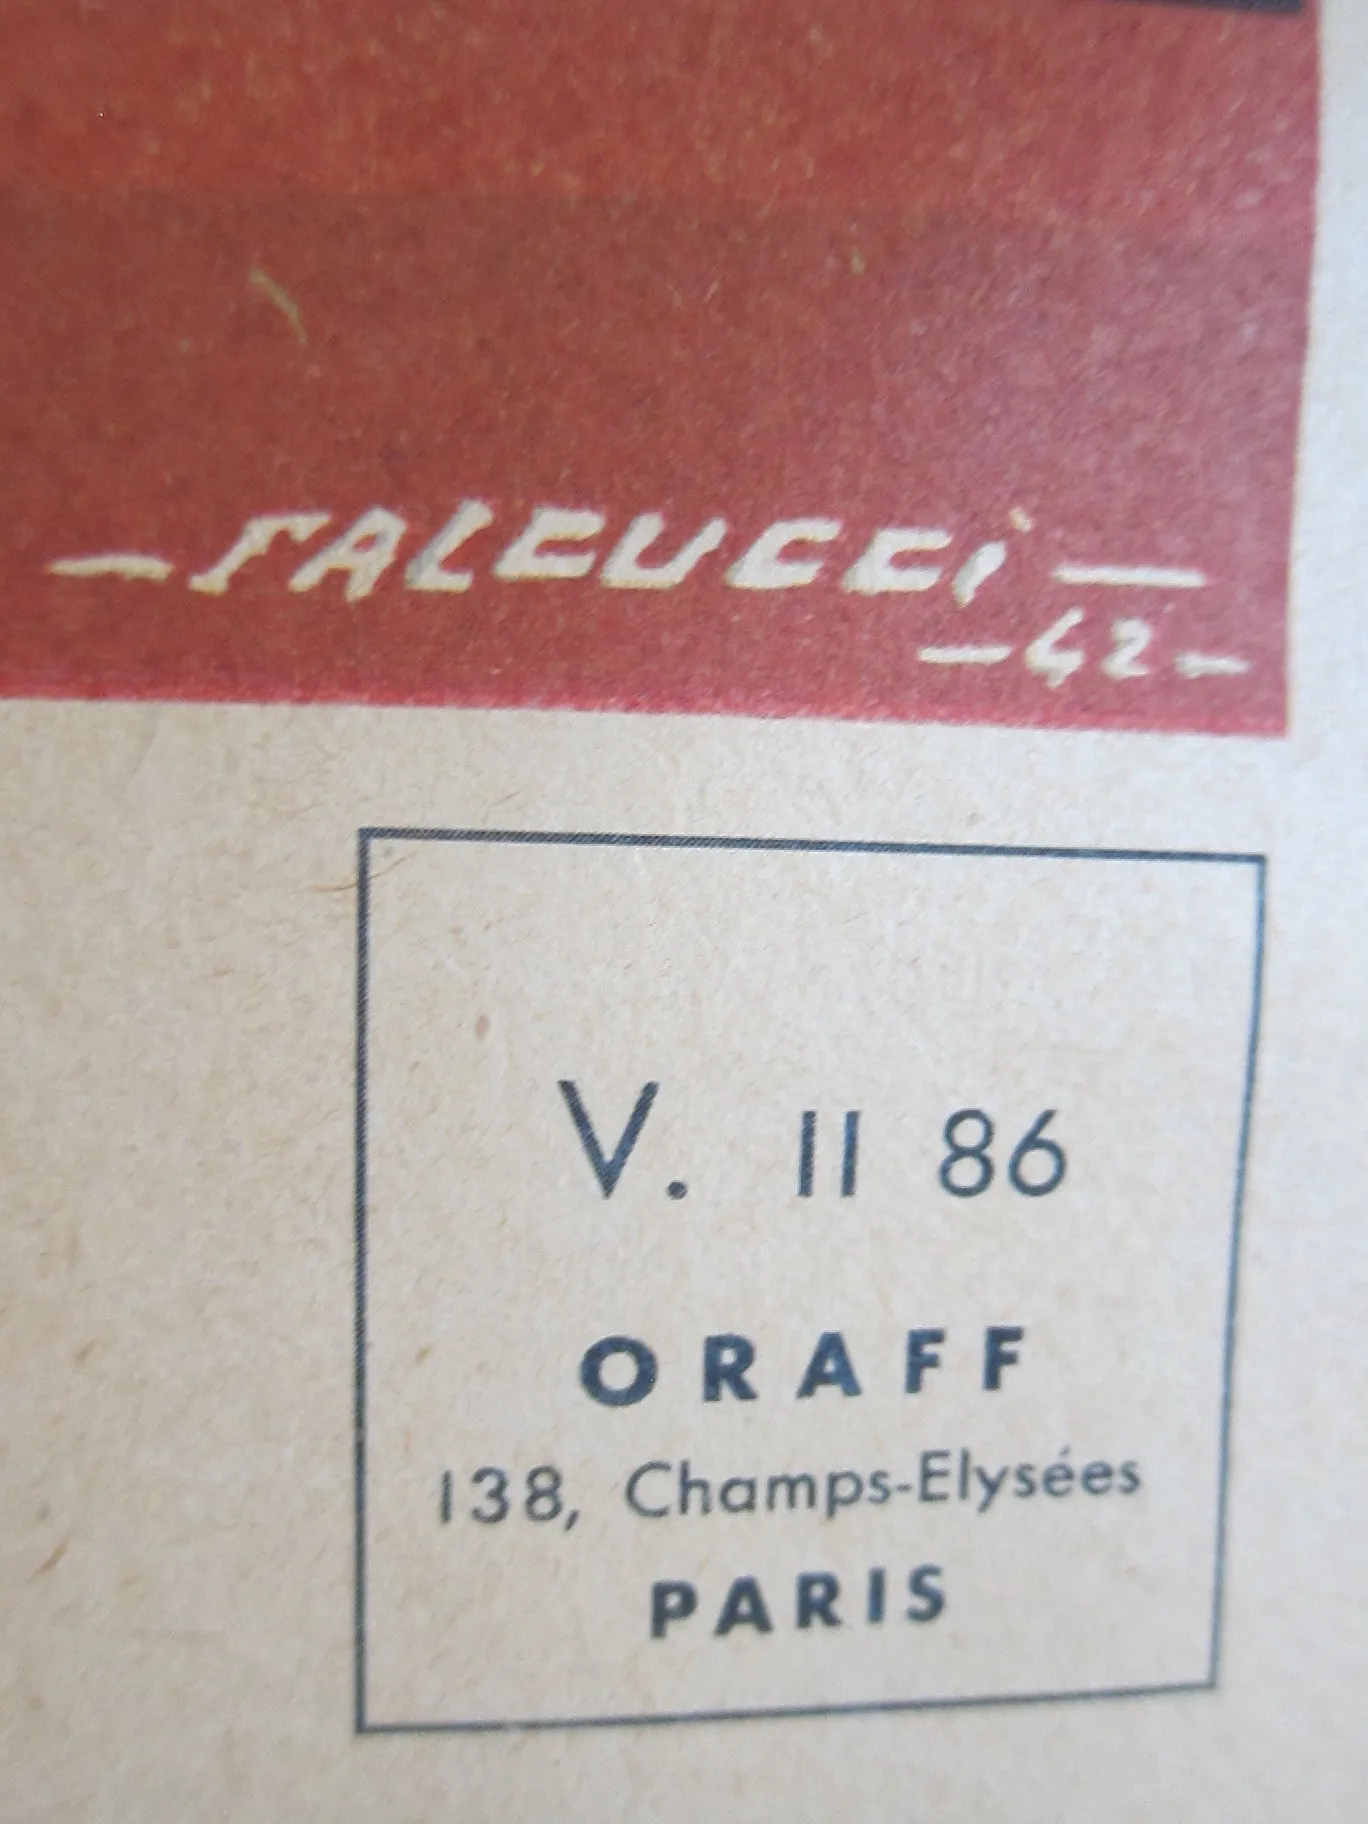 — FALCUCCI —
— 42 —
V. II 86
ORAFF
138, Champs-Elysées
PARIS